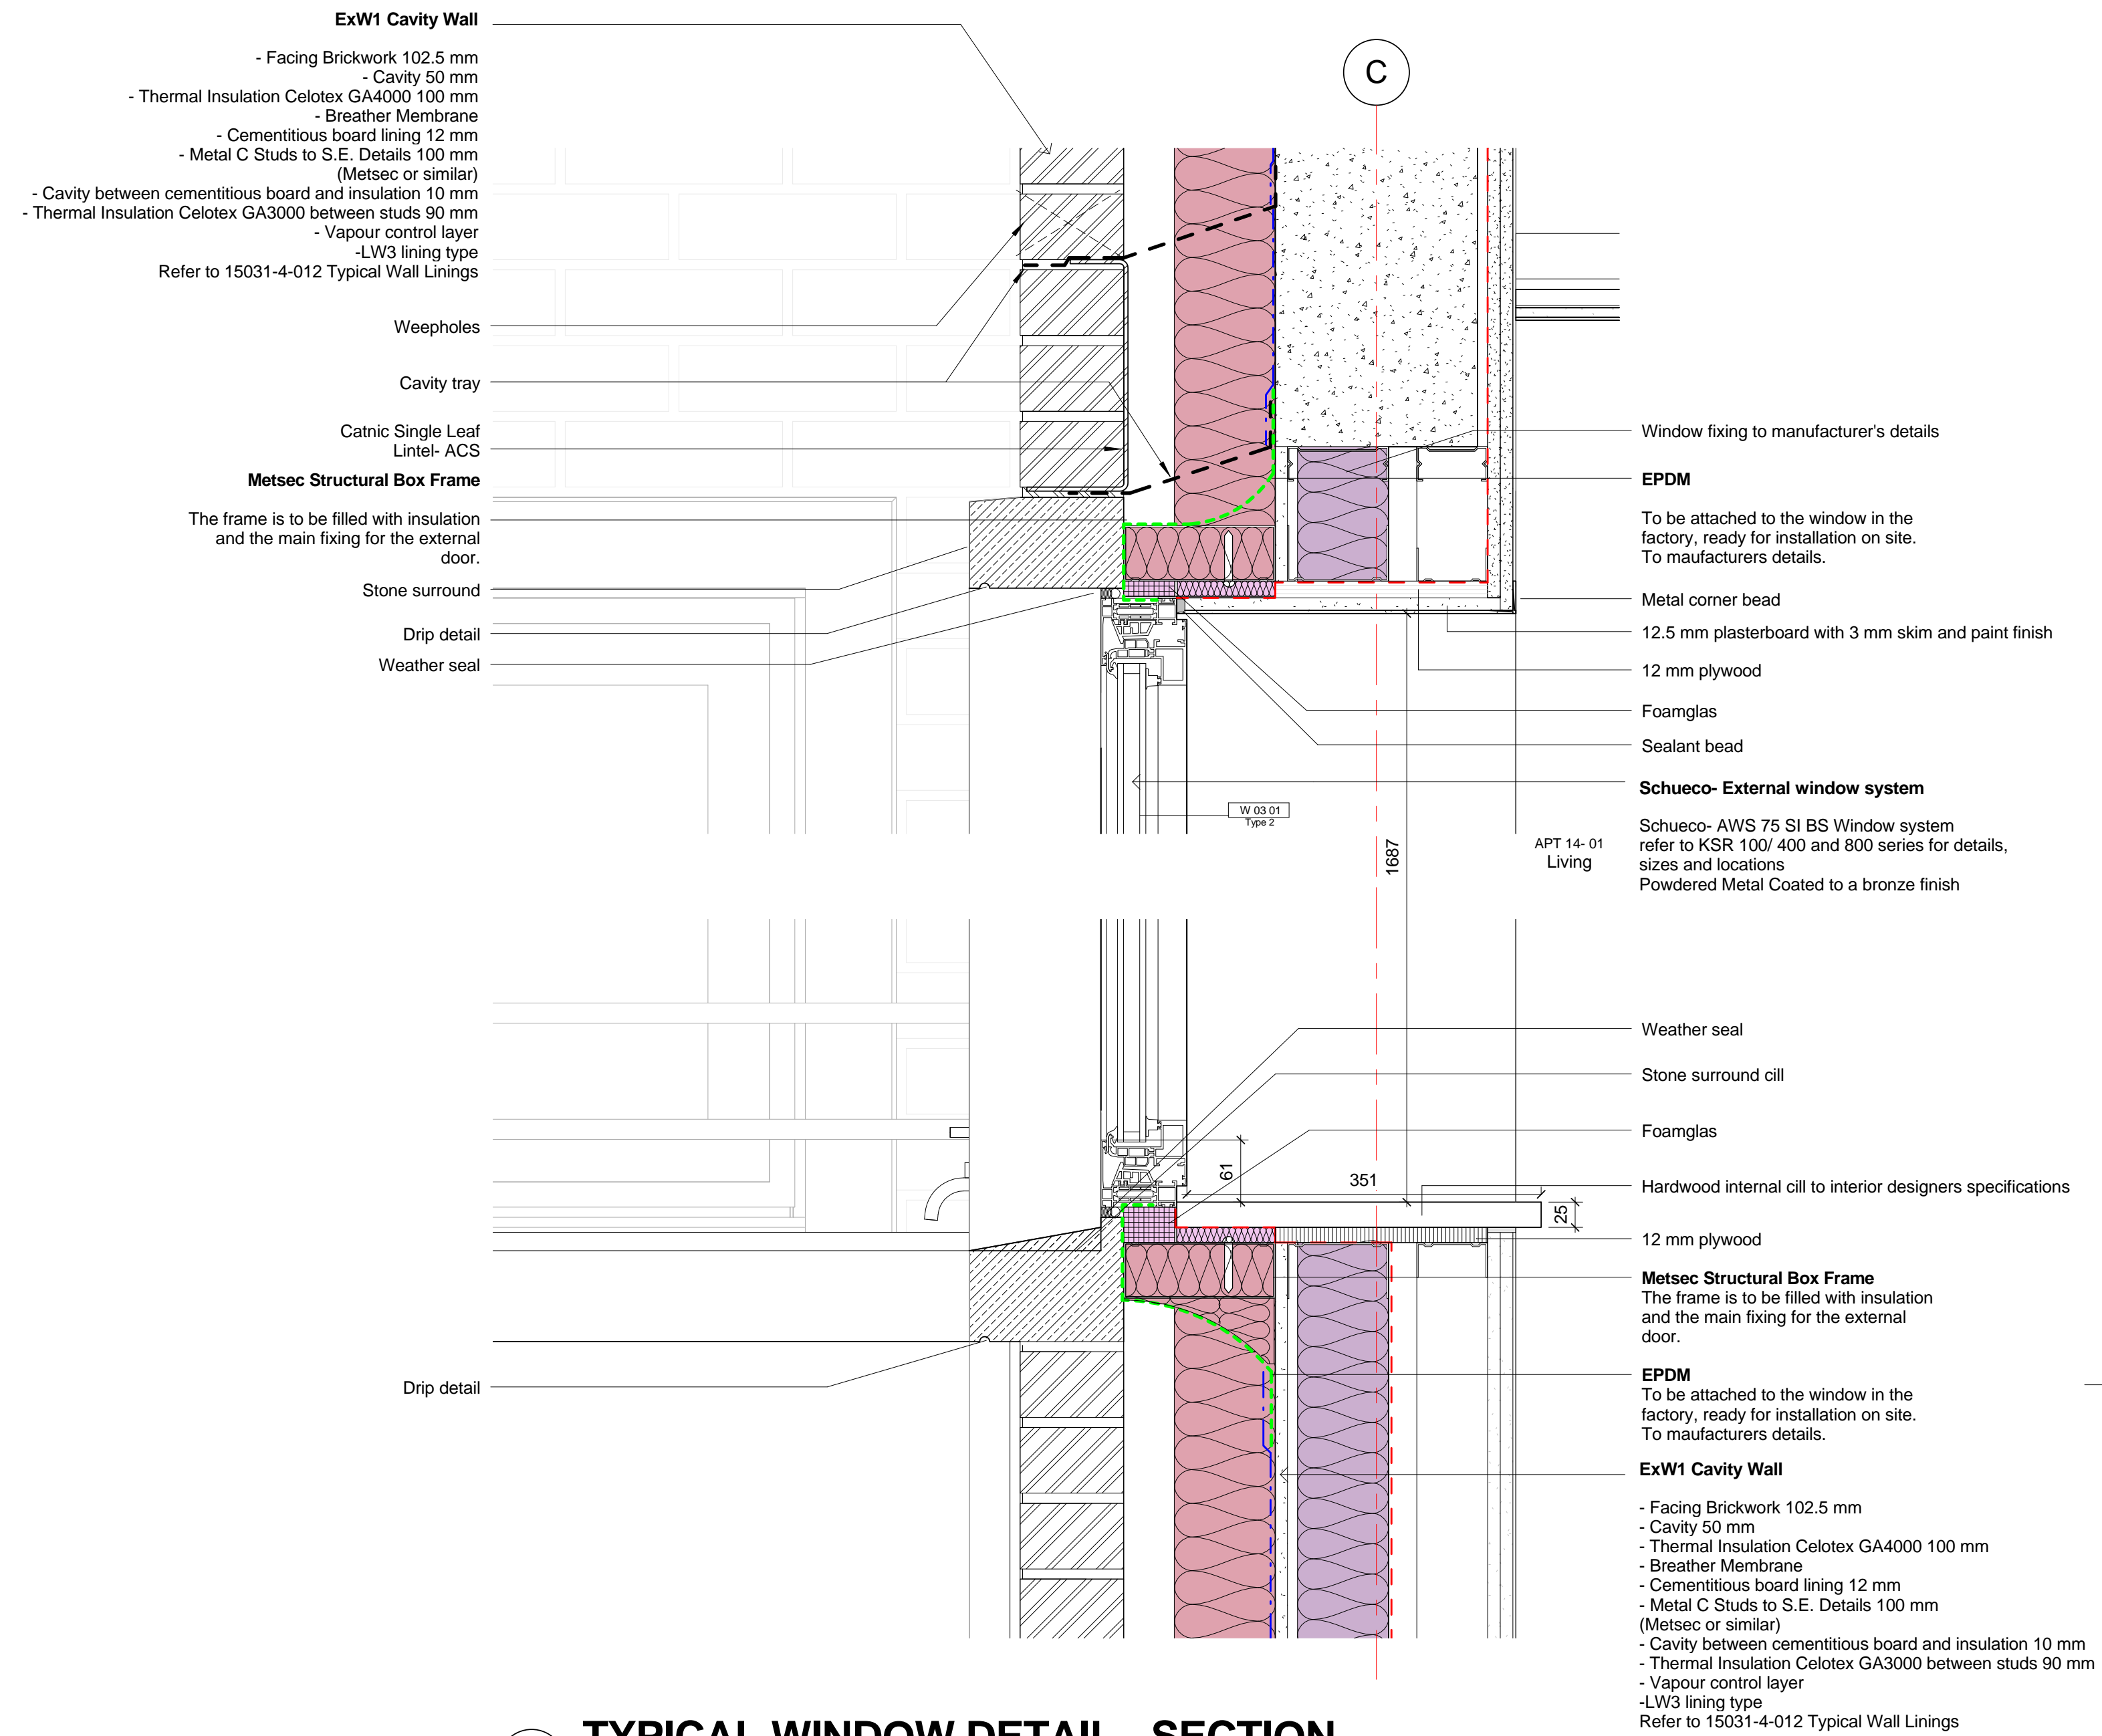 ExW1 Cavity Wall
- Facing Brickwork 102.5 mm
- Cavity 50 mm
- Thermal Insulation Celotex GA4000 100 mm
- Breather Membrane
- Cementitious board lining 12 mm
- Metal C Studs to S.E. Details 100 mm
(Metsec or similar)
- Cavity between cementitious board and insulation 10 mm
- Thermal Insulation Celotex GA3000 between studs 90 mm
- Vapour control layer
-LW3 lining type
Refer to 15031-4-012 Typical Wall Linings
Weepholes
Cavity tray
Catnic Single Leaf
Lintel- ACS
Metsec Structural Box Frame
The frame is to be filled with insulation
and the main fixing for the external
door.
Stone surround
Drip detail
Weather seal
Drip detail
C
W 03 01
Type 2
1687
APT 14- 01
Living
61
351
25
Window fixing to manufacturer's details
EPDM
To be attached to the window in the
factory, ready for installation on site.
To maufacturers details.
Metal corner bead
12.5 mm plasterboard with 3 mm skim and paint finish
12 mm plywood
Foamglas
Sealant bead
Schueco- External window system
Schueco- AWS 75 SI BS Window system
refer to KSR 100/ 400 and 800 series for details,
sizes and locations
Powdered Metal Coated to a bronze finish
Weather seal
Stone surround cill
Foamglas
Hardwood internal cill to interior designers specifications
12 mm plywood
Metsec Structural Box Frame
The frame is to be filled with insulation
and the main fixing for the external
door.
EPDM
To be attached to the window in the
factory, ready for installation on site.
To maufacturers details.
ExW1 Cavity Wall
- Facing Brickwork 102.5 mm
- Cavity 50 mm
- Thermal Insulation Celotex GA4000 100 mm
- Breather Membrane
- Cementitious board lining 12 mm
- Metal C Studs to S.E. Details 100 mm
(Metsec or similar)
- Cavity between cementitious board and insulation 10 mm
- Thermal Insulation Celotex GA3000 between studs 90 mm
- Vapour control layer
-LW3 lining type
Refer to 15031-4-012 Typical Wall Linings
TYPICAL WINDOW DETAIL - SECTION